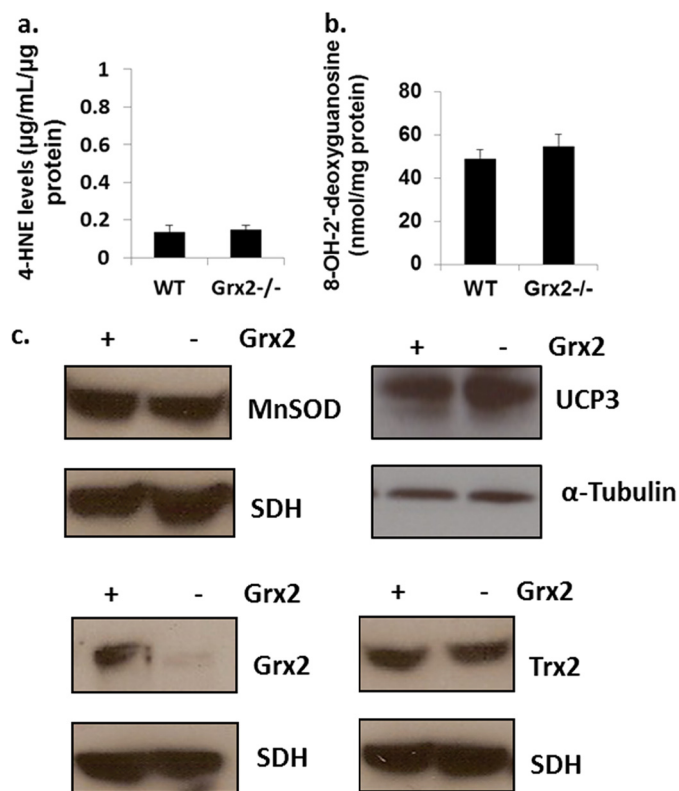 a.
4-HNE levels (µg/mL/µg
protein)
1
0.8
0.6
0.4
0.2
0
WT Grx2-/-
b.
8-OH-2'-deoxyguanosine
(nmol/mg protein)
80
60
40
20
0
WT Grx2-/-
c.
+ - Grx2
MnSOD
SDH
+ - Grx2
UCP3
α-Tubulin
+ - Grx2
Grx2
SDH
+ - Grx2
Trx2
SDH